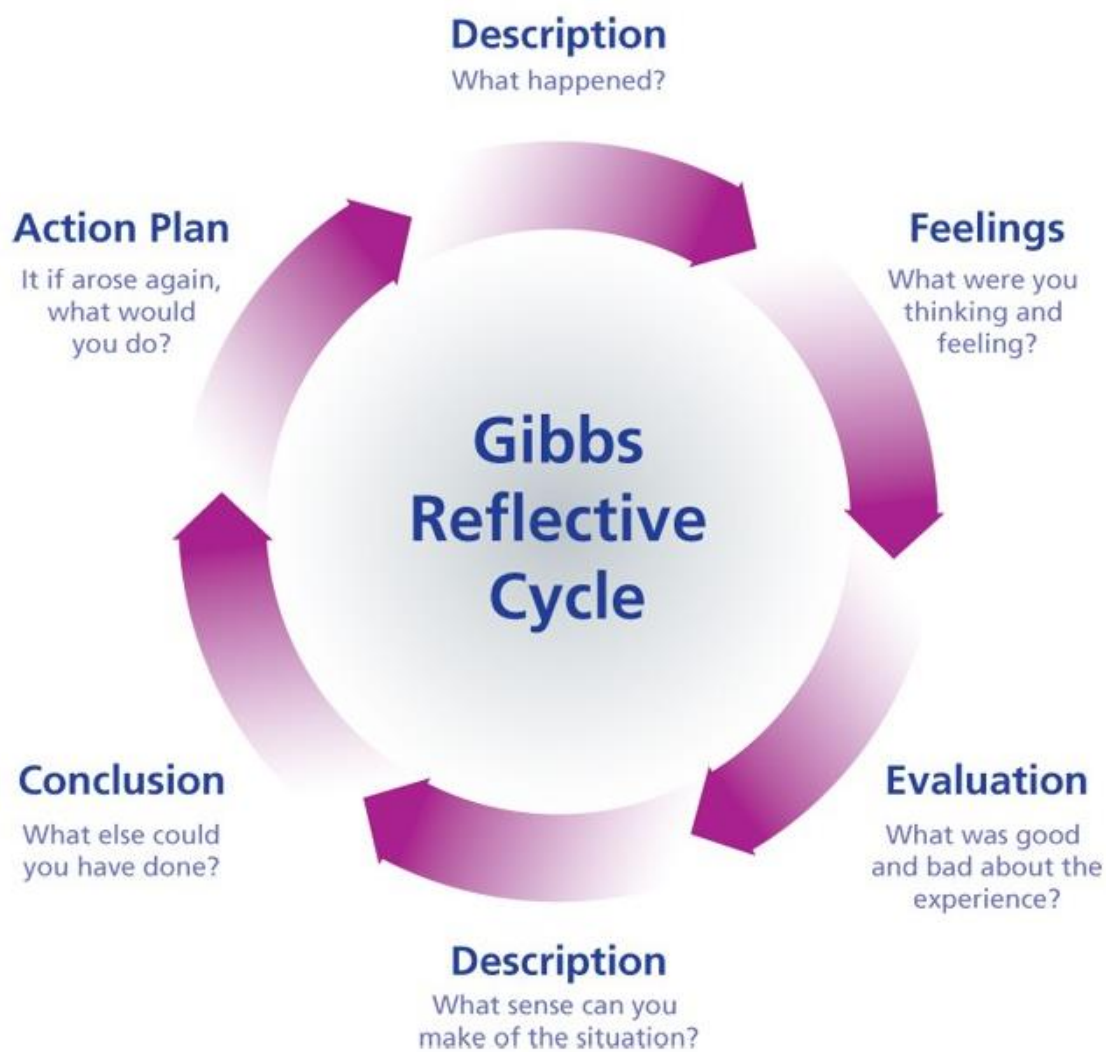 Description
What happened?
Feelings
What were you
thinking and
feeling?
Evaluation
What was good
and bad about the
experience?
Description
What sense can you
make of the situation?
Conclusion
What else could
you have done?
Action Plan
It if arose again,
what would
you do?
Gibbs
Reflective
Cycle